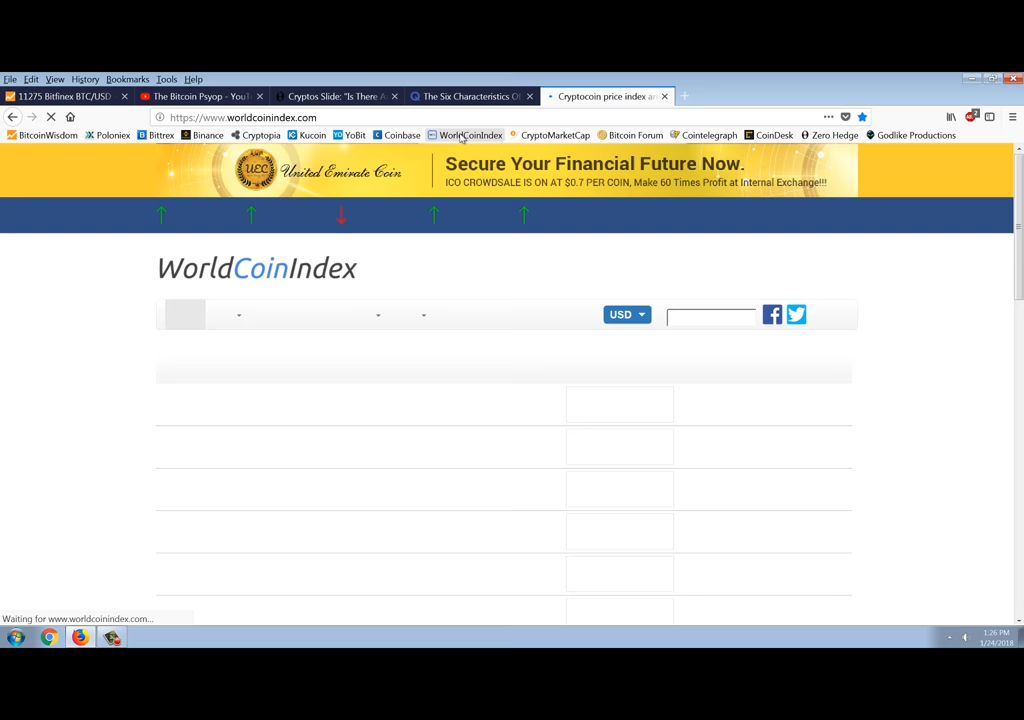 File Edit View History Bookmarks Tools Help
11275 Bitfinex BTC/USD
The Bitcoin Psyop - YouT
Cryptos Slide: "Is There A
The Six Characteristics Of
Cryptocoin price index an
https://www.worldcoinindex.com
2
BitcoinWisdom Poloniex Bittrex Binance Cryptopia Kucoin YoBit Coinbase WorldCoinIndex CryptoMarketCap Bitcoin Forum Cointelegraph CoinDesk Zero Hedge Godlike Productions
UEC United Emirate Coin
Secure Your Financial Future Now.
ICO CROWDSALE IS ON AT $0.7 PER COIN, Make 60 Times Profit at Internal Exchange!!!
WorldCoinIndex
USD
Waiting for www.worldcoinindex.com...
1:26 PM
1/24/2018